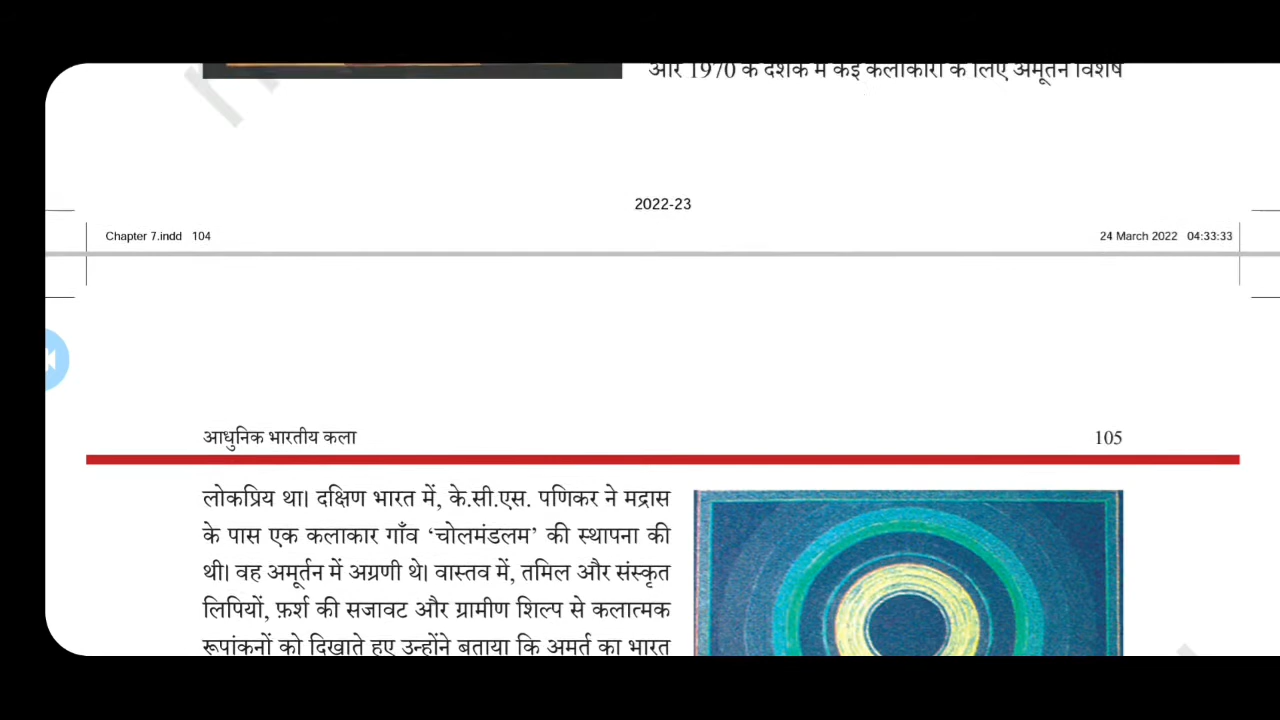 और 1970 के दशक में कई कलाकारों के लिए अमूर्तन विशेष
2022-23
Chapter 7.indd 104
24 March 2022 04:33:33
आधुनिक भारतीय कला
105
लोकप्रिय था। दक्षिण भारत में, के.सी.एस. पणिकर ने मद्रास
के पास एक कलाकार गाँव ‘चोलमंडलम’ की स्थापना की
थी। वह अमूर्तन में अग्रणी थे। वास्तव में, तमिल और संस्कृत
लिपियों, फ़र्श की सजावट और ग्रामीण शिल्प से कलात्मक
रूपांकनों को दिखाते हुए उन्होंने बताया कि अमूर्त का भारत